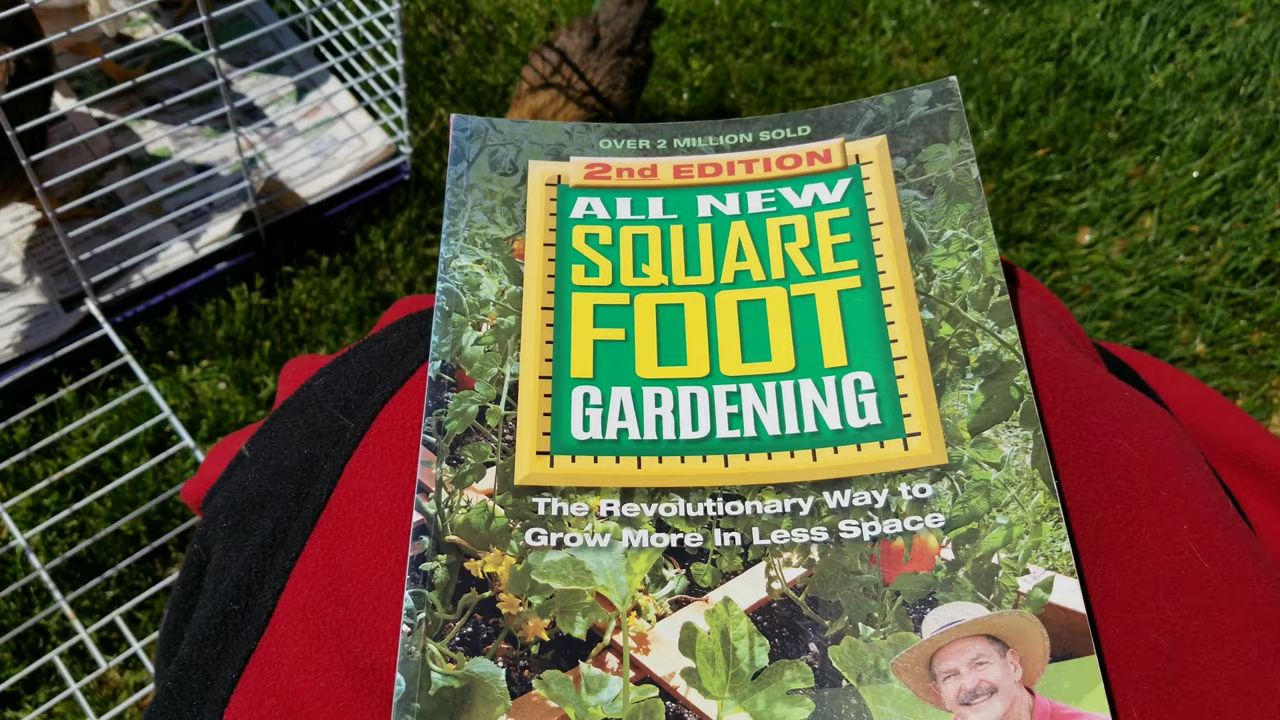 OVER 2 MILLION SOLD
2nd EDITION
ALL NEW
SQUARE
FOOT
GARDENING
The Revolutionary Way to
Grow More In Less Space